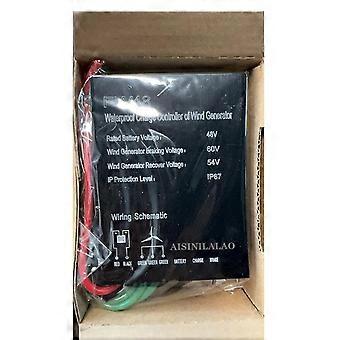 Waterproof Charge Controller of Wind Generator
Rated Battery Voltage : 48V
Wind Generator Braking Voltage: 60V
Wind Generator Recover Voltage: 54V
IP Protection Level : IP67
Wiring Schematic
AISINILALAO
RED BLACK GREEN GREEN GREEN BATTERY CHARGE BRAKE